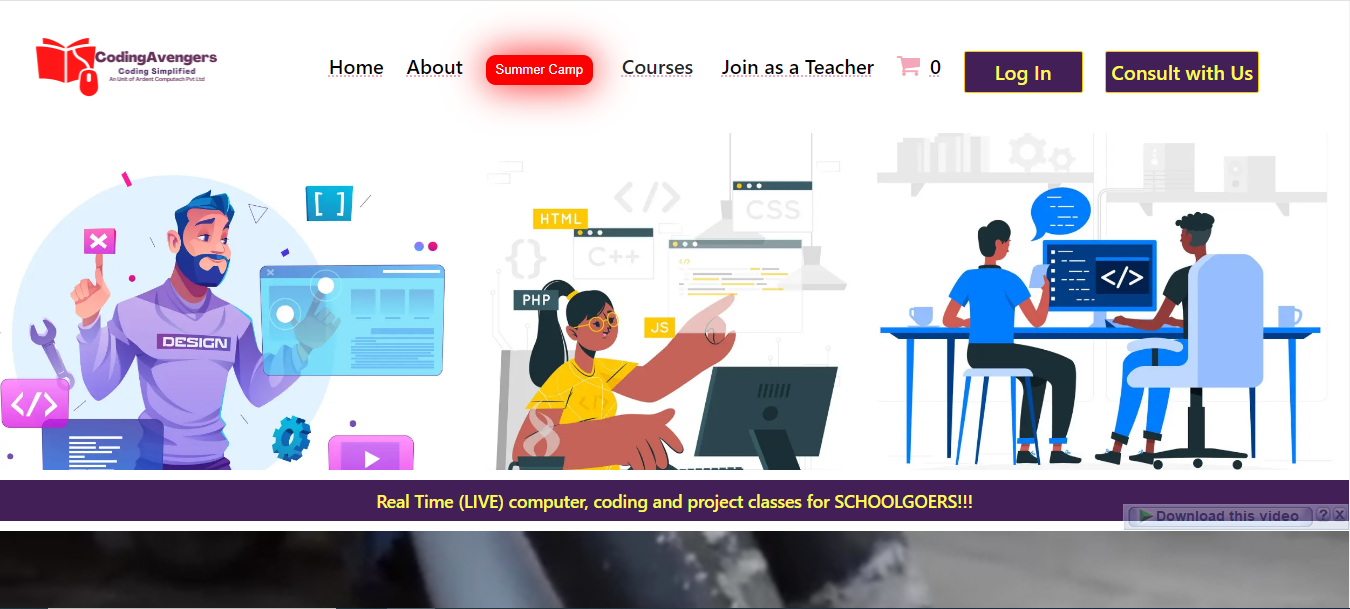 CodingAvengers
Coding Simplified
An Unit of Ardent Computech Pvt Ltd
Home About Summer Camp Courses Join as a Teacher 0 Log In Consult with Us
[ ]
</>
CSS
HTML
C++
{}
</>
PHP
JS
DESIGN
</>
</>
</>
Real Time (LIVE) computer, coding and project classes for SCHOOLGOERS!!!
Download this video ? X